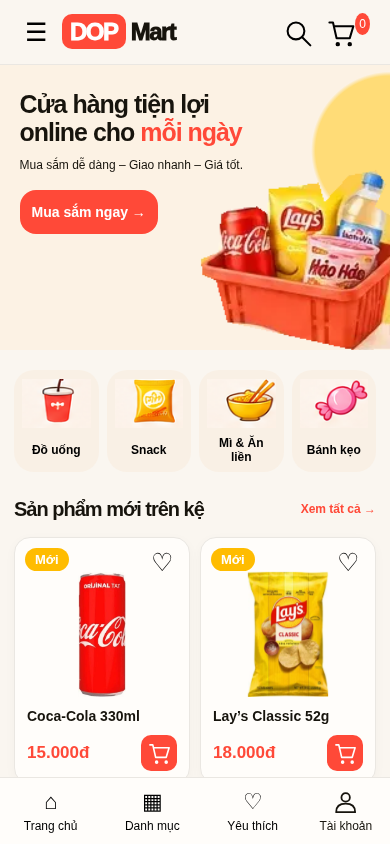 DOP Mart
0
Cửa hàng tiện lợi
online cho mỗi ngày
Mua sắm dễ dàng – Giao nhanh – Giá tốt.
Mua sắm ngay →
Coca-Cola
Lay's
Hảo Hảo
Đồ uống
Snack
Mì & Ăn
liền
Bánh kẹo
Sản phẩm mới trên kệ
Xem tất cả →
Mới
Mới
ORIJINAL TAT
Coca-Co
Lay's
CLASSIC
Coca-Cola 330ml
Lay’s Classic 52g
15.000đ
18.000đ
Trang chủ
Danh mục
Yêu thích
Tài khoản